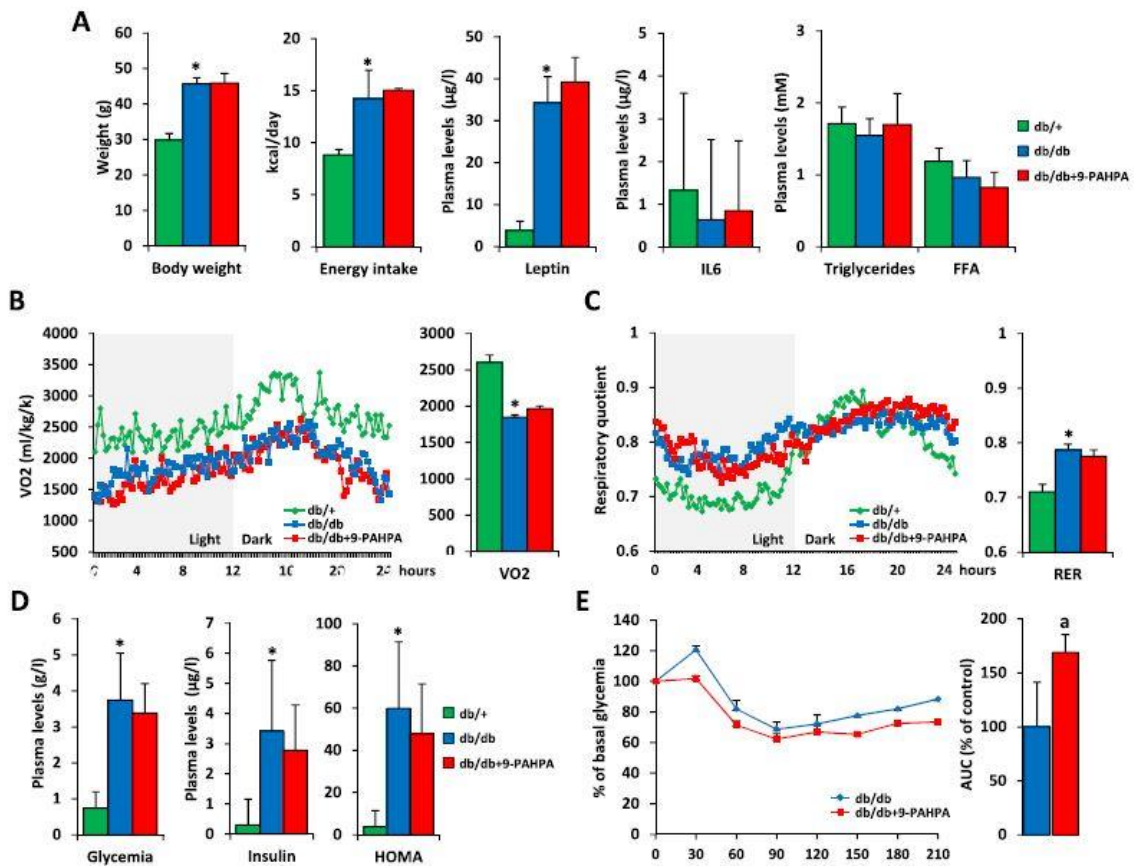 A
Weight (g)
60
50
40
30
20
10
0
*
Body weight
kcal/day
20
15
10
5
0
*
Energy intake
Plasma levels (µg/l)
50
40
30
20
10
0
*
Leptin
Plasma levels (µg/l)
4
3
2
1
0
IL6
Plasma levels (mM)
3
2
1
0
Triglycerides FFA
db/+
db/db
db/db+9-PAHPA
B
VO2 (ml/kg/k)
4000
3500
3000
2500
2000
1500
1000
500
Light Dark
db/+
db/db
db/db+9-PAHPA
0 4 8 12 16 20 24 hours
3000
2500
2000
1500
1000
500
0
*
VO2
C
Respiratory quotient
1
0.9
0.8
0.7
0.6
Light Dark
db/+
db/db
db/db+9-PAHPA
0 4 8 12 16 20 24 hours
1
0.9
0.8
0.7
0.6
*
RER
D
Plasma levels (g/l)
6
5
4
3
2
1
0
*
Glycemia
Plasma levels (µg/l)
7
6
5
4
3
2
1
0
*
Insulin
100
80
60
40
20
0
*
HOMA
db/+
db/db
db/db+9-PAHPA
E
% of basal glycemia
140
120
100
80
60
40
20
0
db/db
db/db+9-PAHPA
0 30 60 90 120 150 180 210
AUC (% of control)
200
150
100
50
0
a